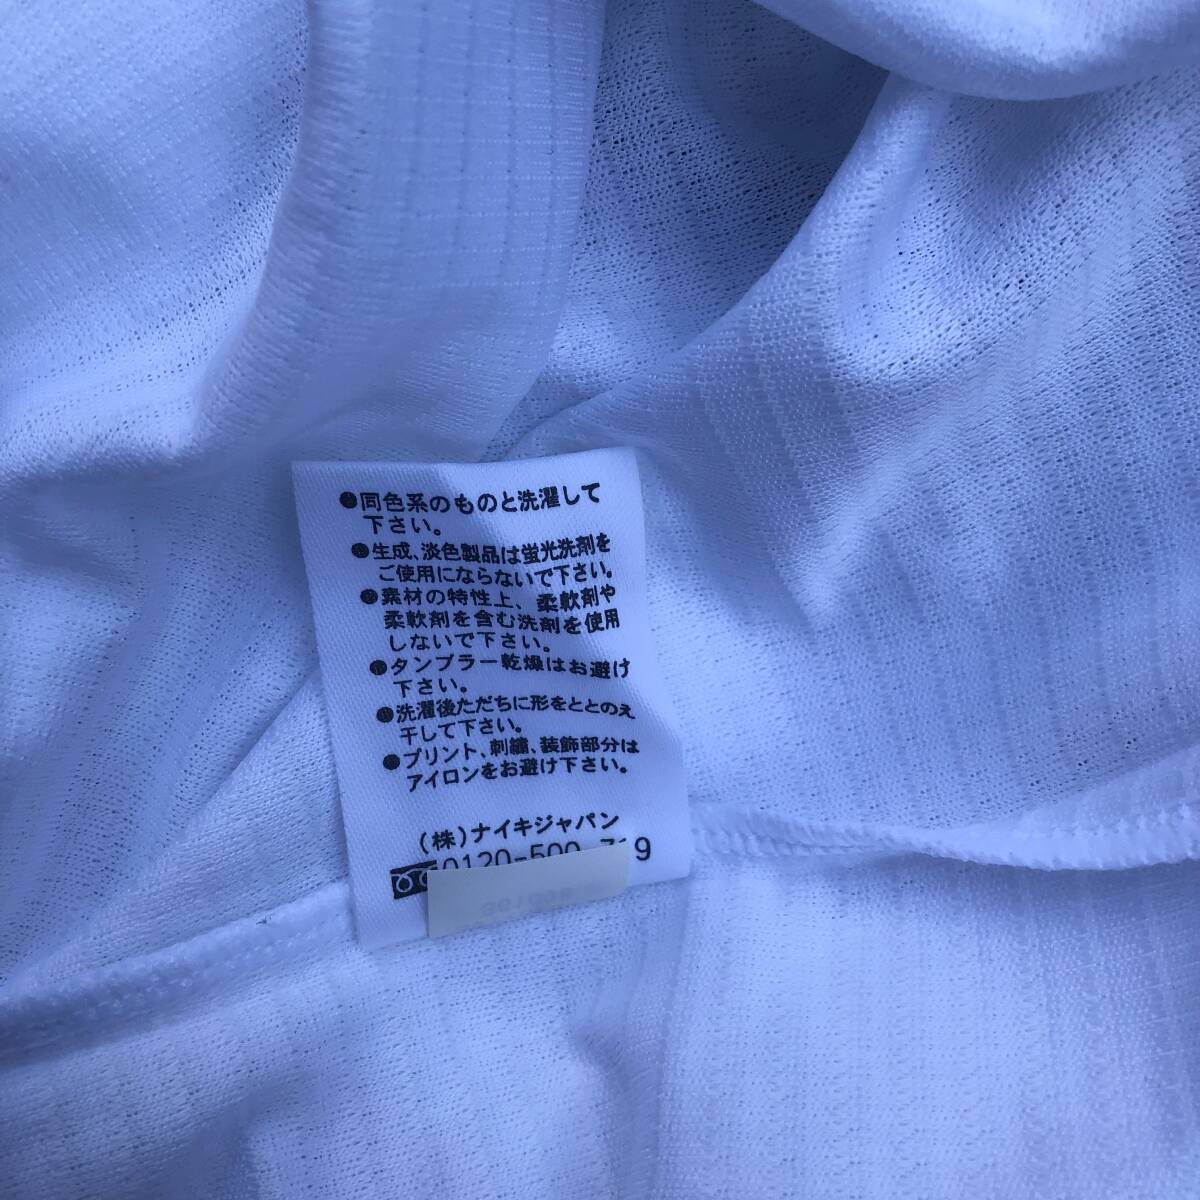 ●同色系のものと洗濯して
下さい。
●生成、淡色製品は蛍光洗剤を
ご使用にならないで下さい。
●素材の特性上、柔軟剤や
柔軟剤を含む洗剤を使用
しないで下さい。
●タンブラー乾燥はお避け
下さい。
●洗濯後ただちに形をととのえ
干して下さい。
●プリント、刺繍、装飾部分は
アイロンをお避け下さい。
(株)ナイキジャパン
0120-500-719